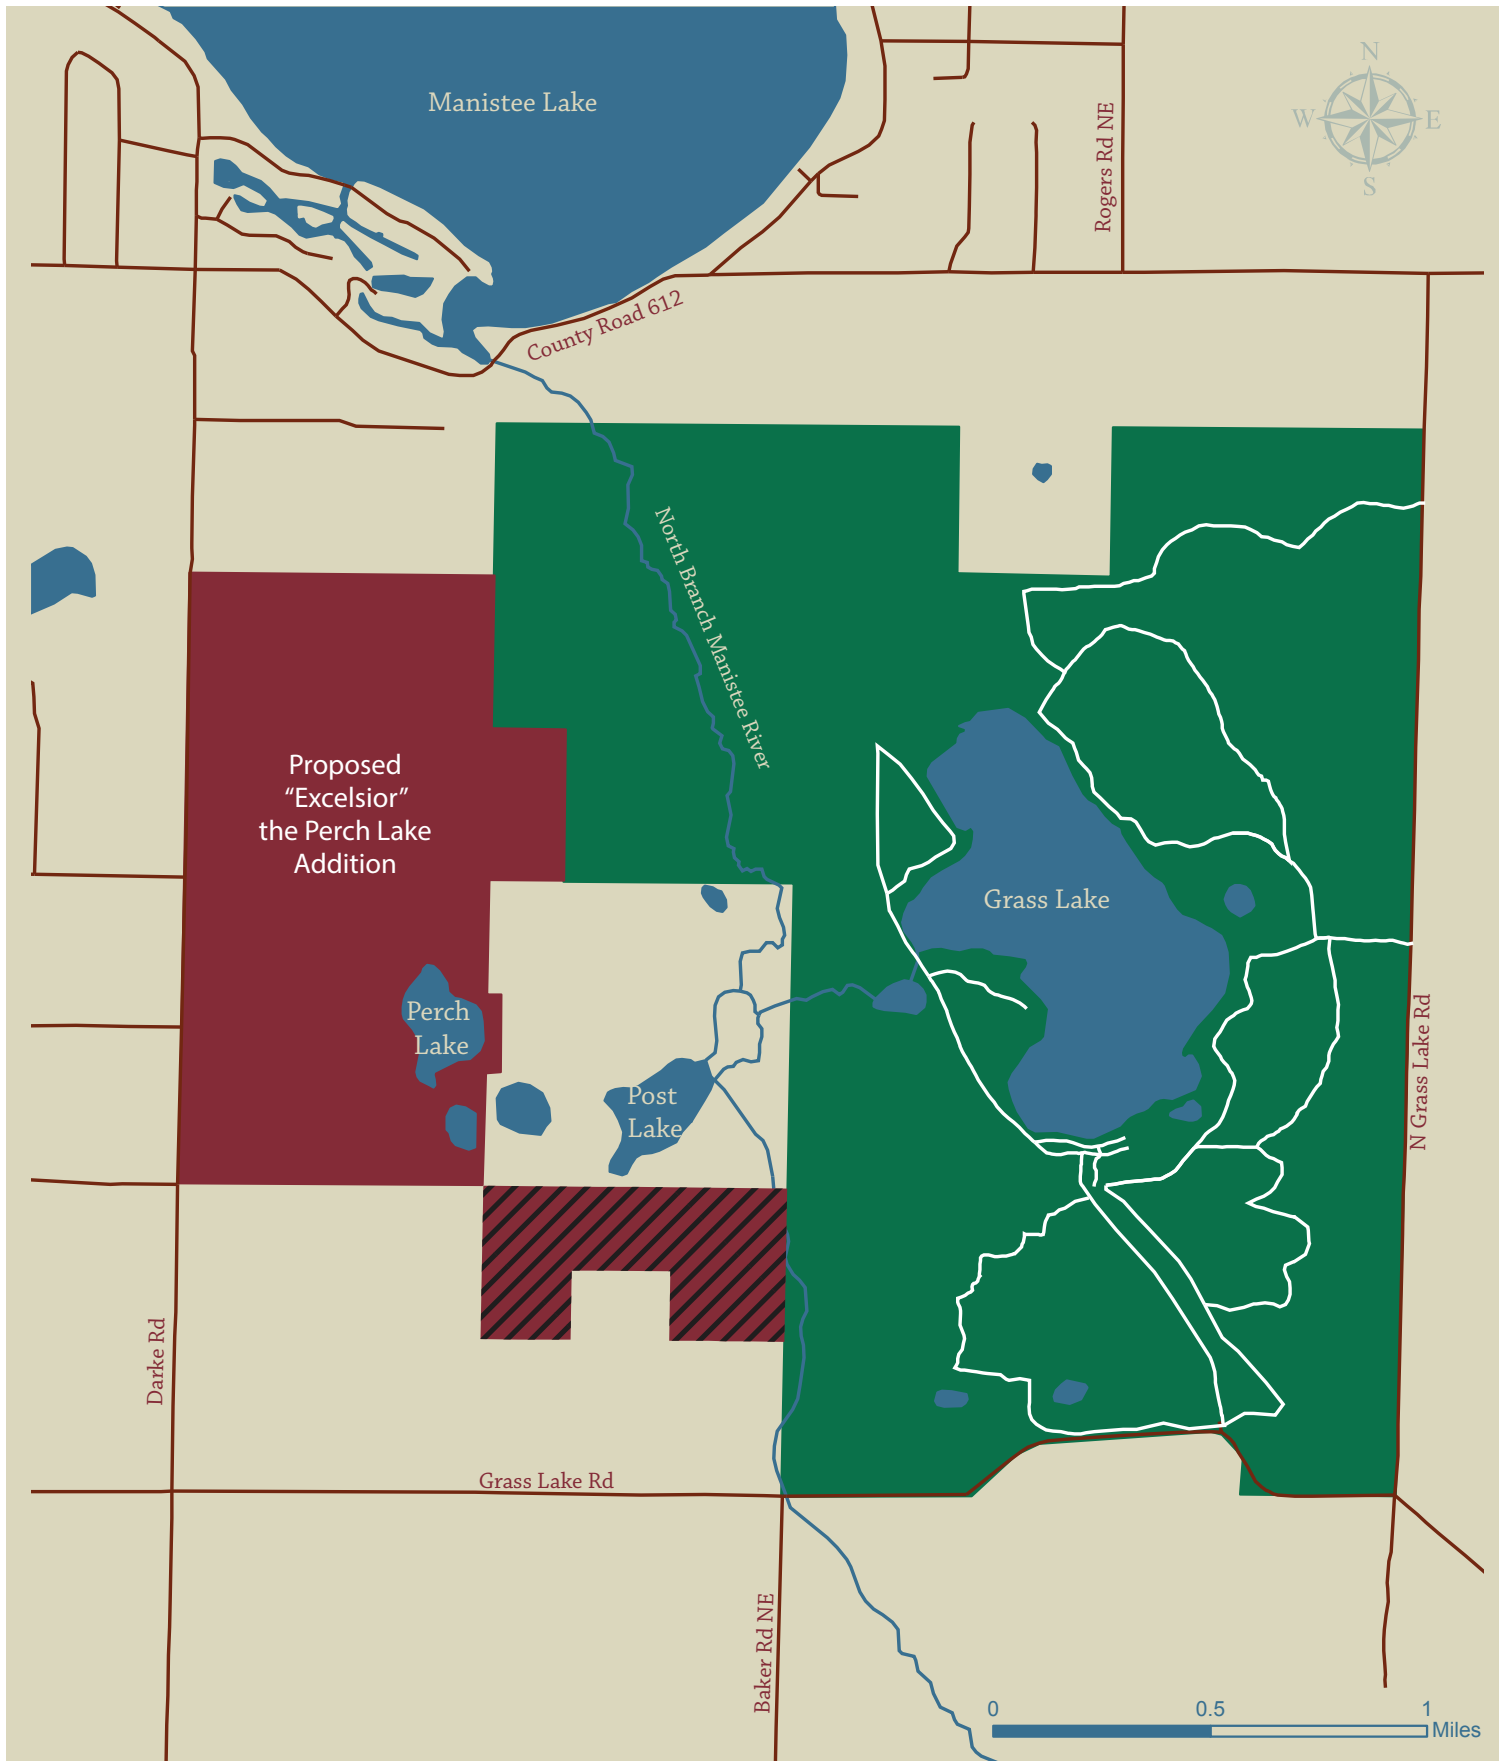 Manistee Lake
N
W
E
S
Rogers Rd NE
County Road 612
North Branch Manistee River
Proposed
“Excelsior”
the Perch Lake
Addition
Grass Lake
Perch
Lake
Post
Lake
N Grass Lake Rd
Darke Rd
Grass Lake Rd
Baker Rd NE
0
0.5
1
Miles